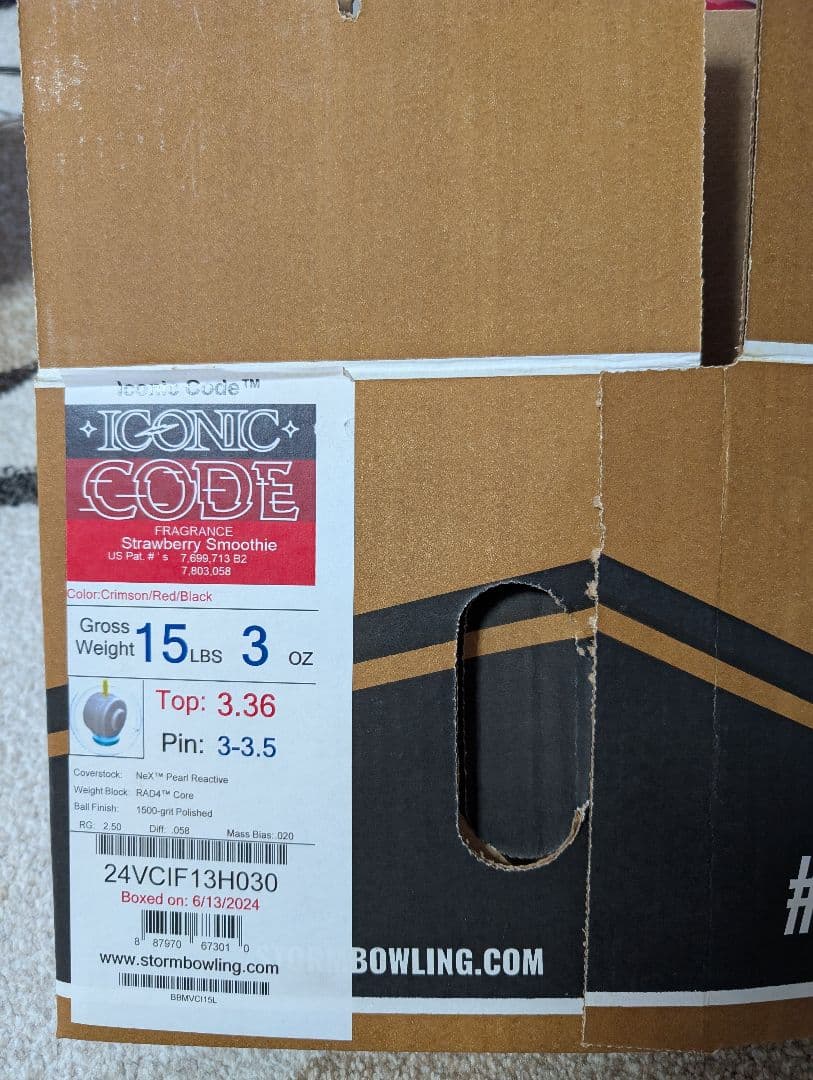 Iconic Code™
ICONIC
CODE
FRAGRANCE
Strawberry Smoothie
US Pat. # ' s 7,699,713 B2
7,803,058
Color:Crimson/Red/Black
Gross Weight 15 LBS 3 OZ
Top: 3.36
Pin: 3-3.5
Coverstock: NeX™ Pearl Reactive
Weight Block: RAD4™ Core
Ball Finish: 1500-grit Polished
RG: 2.50 Diff: .058 Mass Bias:.020
24VCIF13H030
Boxed on: 6/13/2024
8 87970 67301 0
www.stormbowling.com
BBMVCI15L
STORMBOWLING.COM
#